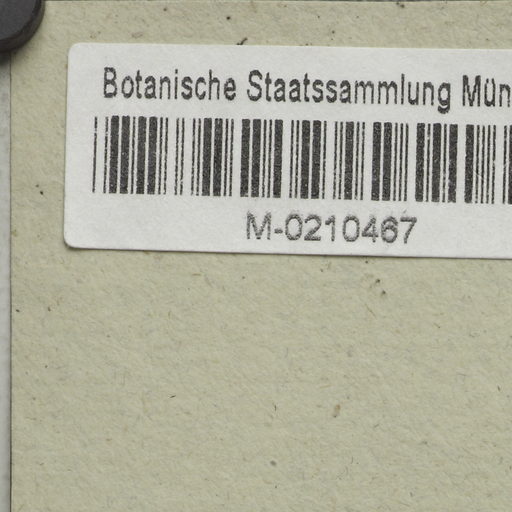 Botanische Staatssammlung Mün
M-0210467